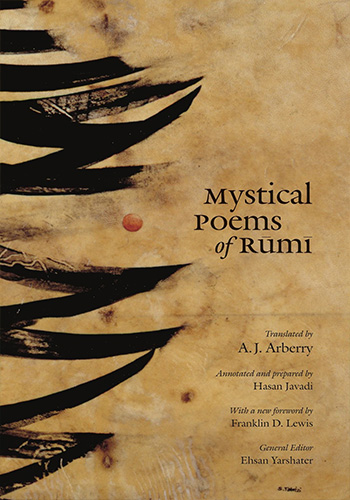 Mystical
Poems
of Rūmī
Translated by
A. J. Arberry
Annotated and prepared by
Hasan Javadi
With a new foreword by
Franklin D. Lewis
General Editor
Ehsan Yarshater